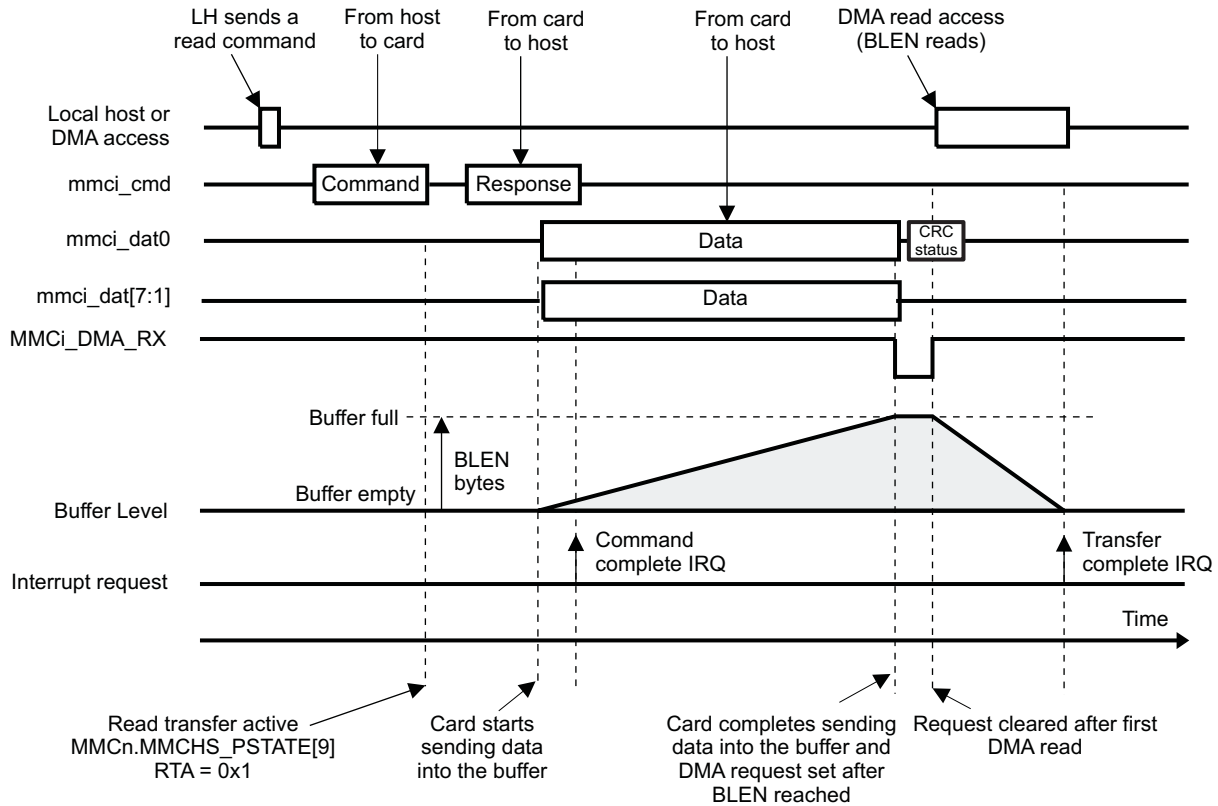 LH sends a
read command
From host
to card
From card
to host
From card
to host
DMA read access
(BLEN reads)
Local host or
DMA access
mmci_cmd
Command
Response
mmci_dat0
Data
CRC
status
mmci_dat[7:1]
Data
MMCi_DMA_RX
Buffer full
BLEN
bytes
Buffer empty
Buffer Level
Command
complete IRQ
Transfer
complete IRQ
Interrupt request
Time
Read transfer active
MMCn.MMCHS_PSTATE[9]
RTA = 0x1
Card starts
sending data
into the buffer
Card completes sending
data into the buffer and
DMA request set after
BLEN reached
Request cleared after first
DMA read